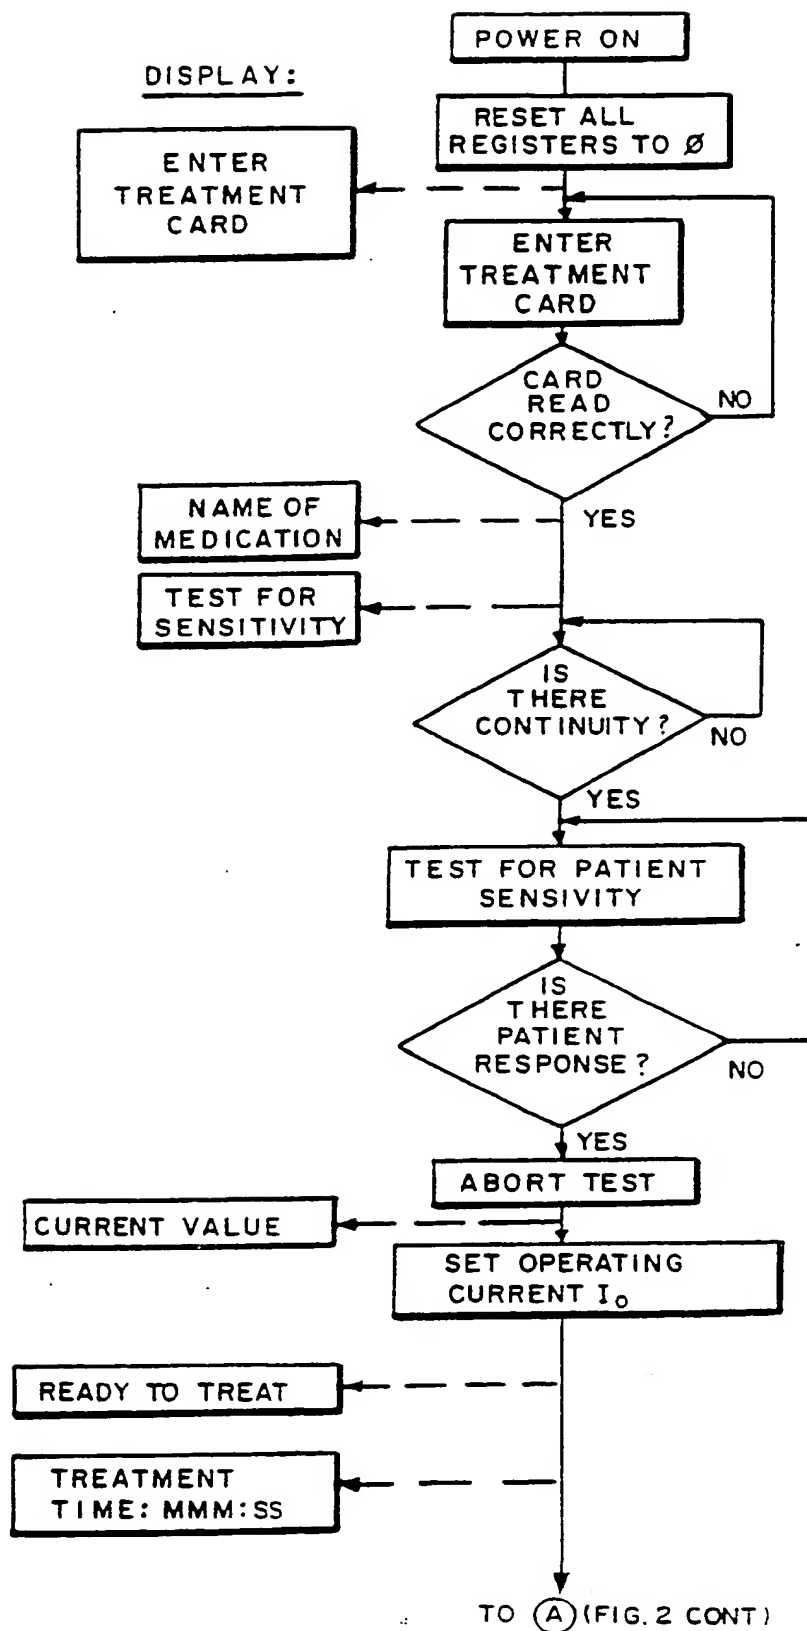 POWER ON
DISPLAY:
RESET ALL
REGISTERS TO Ø
ENTER
TREATMENT
CARD
ENTER
TREATMENT
CARD
CARD
READ
CORRECTLY?
NO
YES
NAME OF
MEDICATION
TEST FOR
SENSITIVITY
IS
THERE
CONTINUITY?
NO
YES
TEST FOR PATIENT
SENSIVITY
IS
THERE
PATIENT
RESPONSE?
NO
YES
ABORT TEST
CURRENT VALUE
SET OPERATING
CURRENT Io
READY TO TREAT
TREATMENT
TIME: MMM:SS
TO A (FIG. 2 CONT)